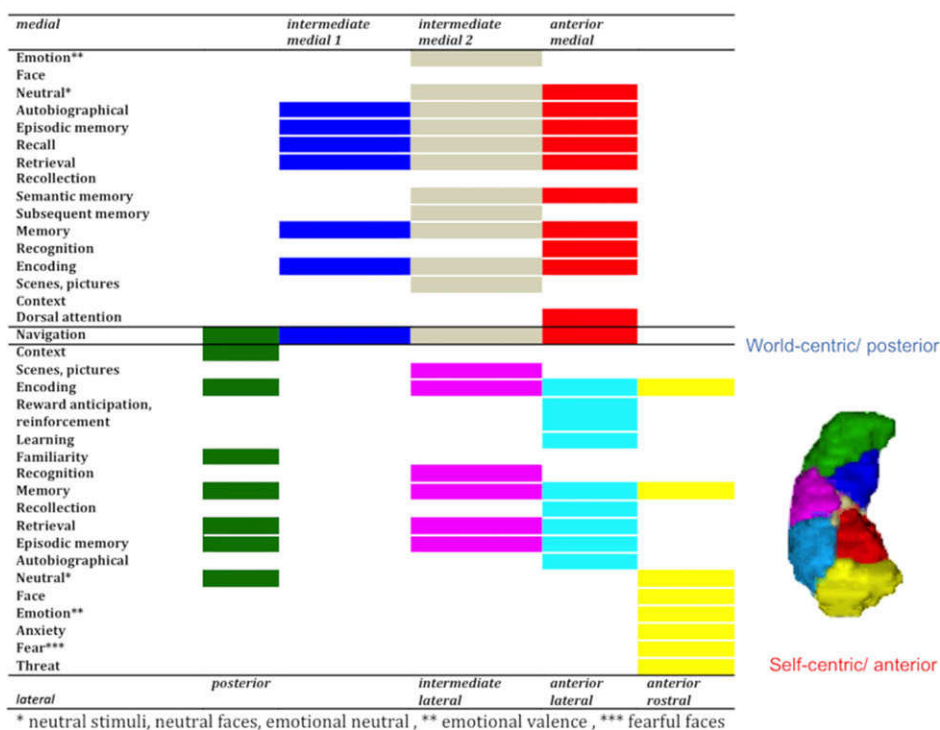 medial intermediate intermediate anterior
medial 1 medial 2 medial
Emotion**
Face
Neutral*
Autobiographical
Episodic memory
Recall
Retrieval
Recollection
Semantic memory
Subsequent memory
Memory
Recognition
Encoding
Scenes, pictures
Context
Dorsal attention
Navigation
World-centric/ posterior
Context
Scenes, pictures
Encoding
Reward anticipation,
reinforcement
Learning
Familiarity
Recognition
Memory
Recollection
Retrieval
Episodic memory
Autobiographical
Neutral*
Face
Emotion**
Anxiety
Fear***
Threat
Self-centric/ anterior
posterior intermediate anterior anterior
lateral lateral lateral rostral
* neutral stimuli, neutral faces, emotional neutral , ** emotional valence , *** fearful faces